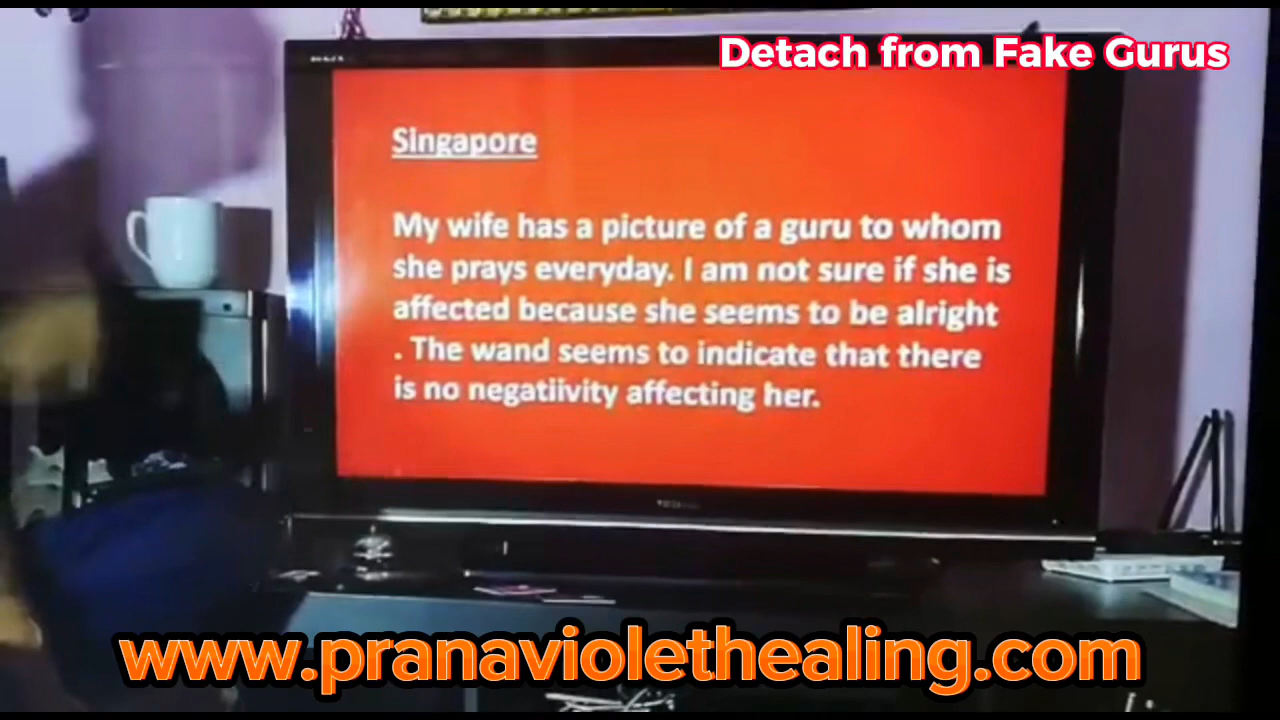 Detach from Fake Gurus
Singapore
My wife has a picture of a guru to whom
she prays everyday. I am not sure if she is
affected because she seems to be alright
. The wand seems to indicate that there
is no negatiivity affecting her.
www.pranaviolethealing.com